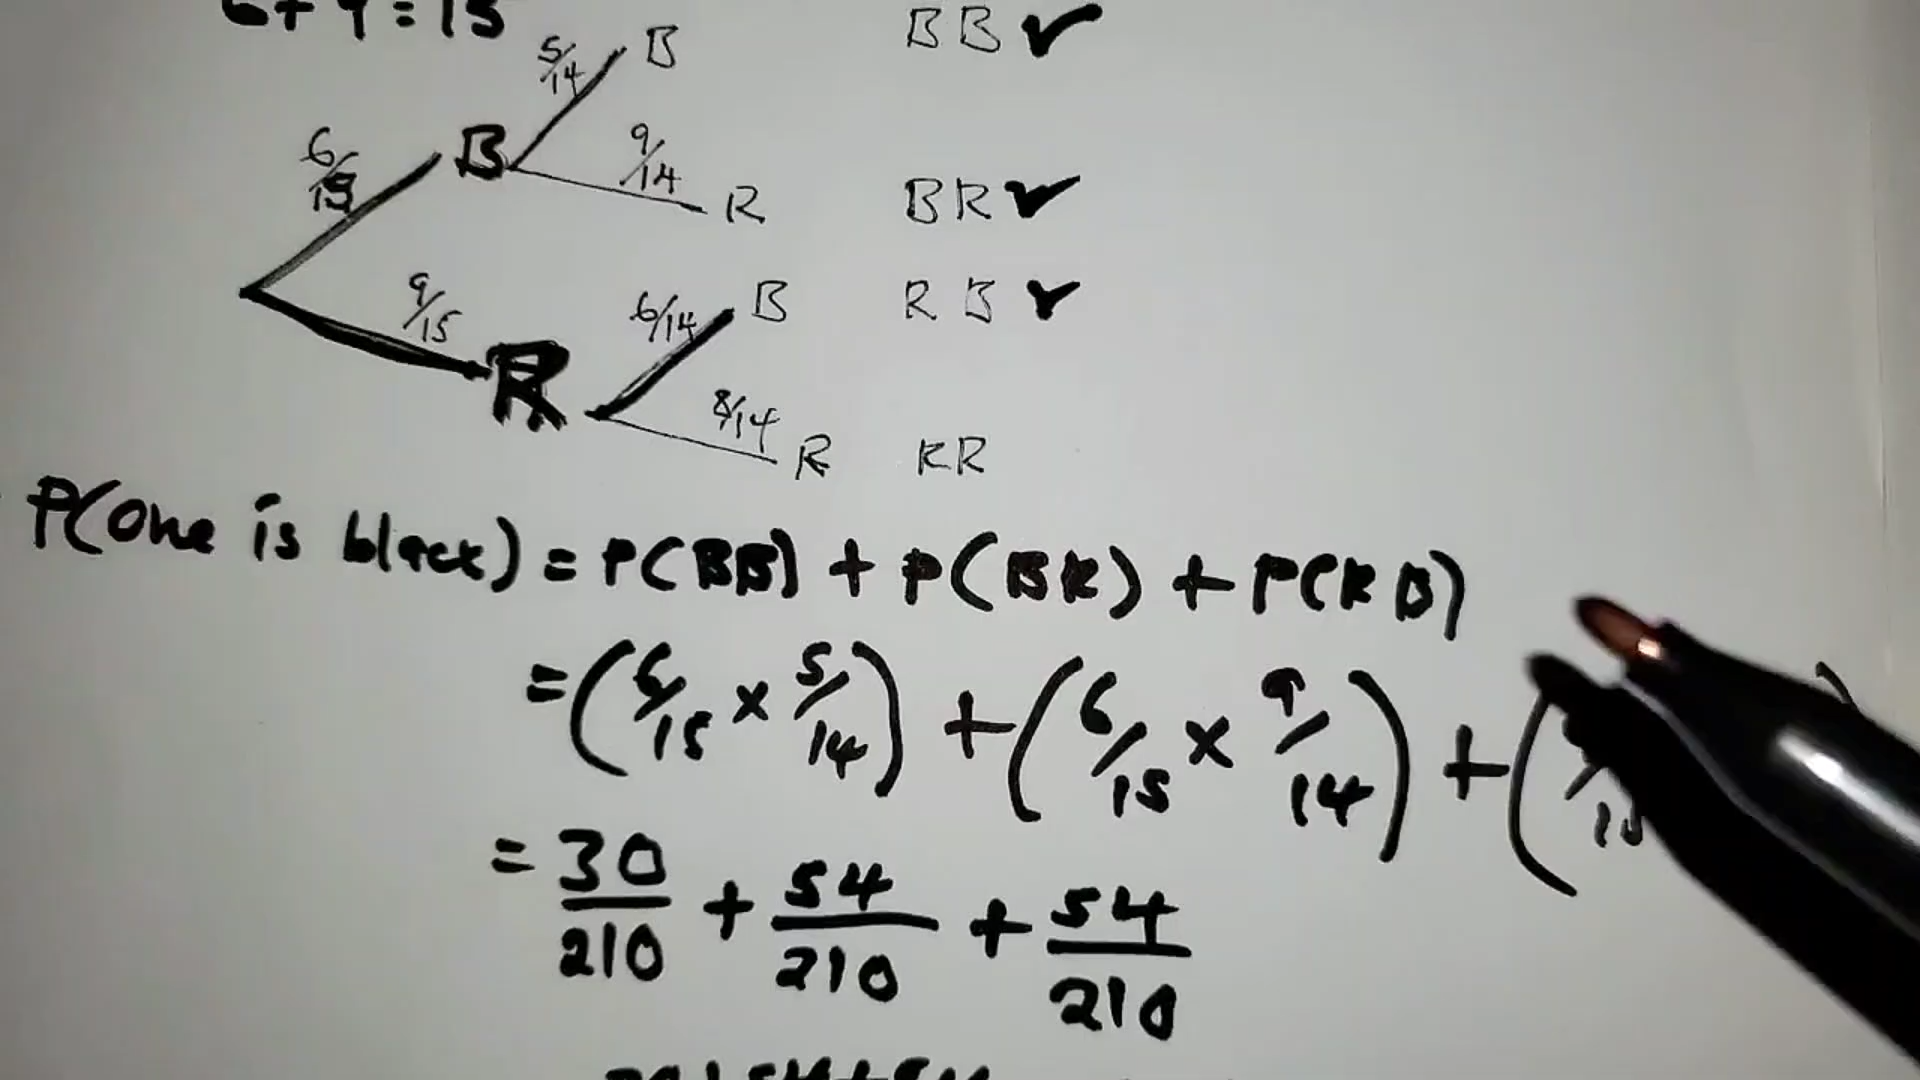 6 + 9 = 15
5/14 B BB ✔
6/15 B 9/14 R BR ✔
9/15 R 6/14 B RB ✔
8/14 R RR
P(one is black) = P(BB) + P(BR) + P(RB)
= (6/15 × 5/14) + (6/15 × 9/14) + (
= 30/210 + 54/210 + 54/210